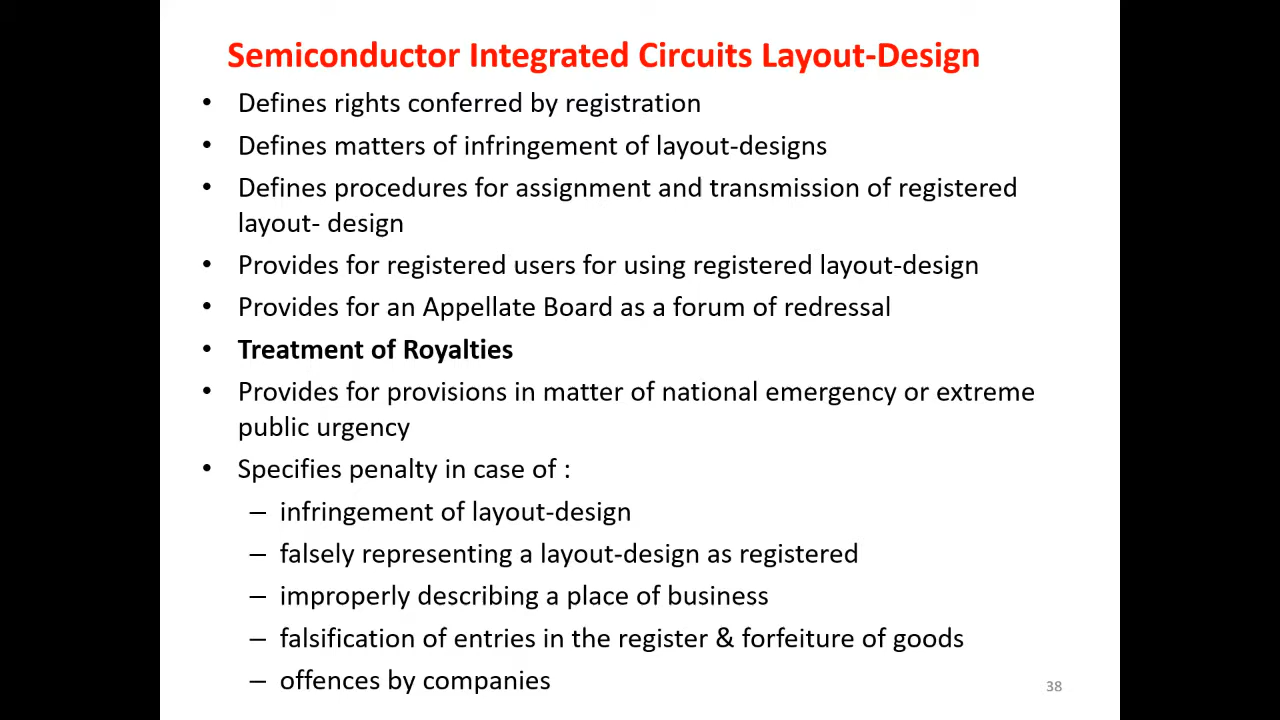 Semiconductor Integrated Circuits Layout-Design
• Defines rights conferred by registration
• Defines matters of infringement of layout-designs
• Defines procedures for assignment and transmission of registered
layout- design
• Provides for registered users for using registered layout-design
• Provides for an Appellate Board as a forum of redressal
• Treatment of Royalties
• Provides for provisions in matter of national emergency or extreme
public urgency
• Specifies penalty in case of :
– infringement of layout-design
– falsely representing a layout-design as registered
– improperly describing a place of business
– falsification of entries in the register & forfeiture of goods
– offences by companies
38